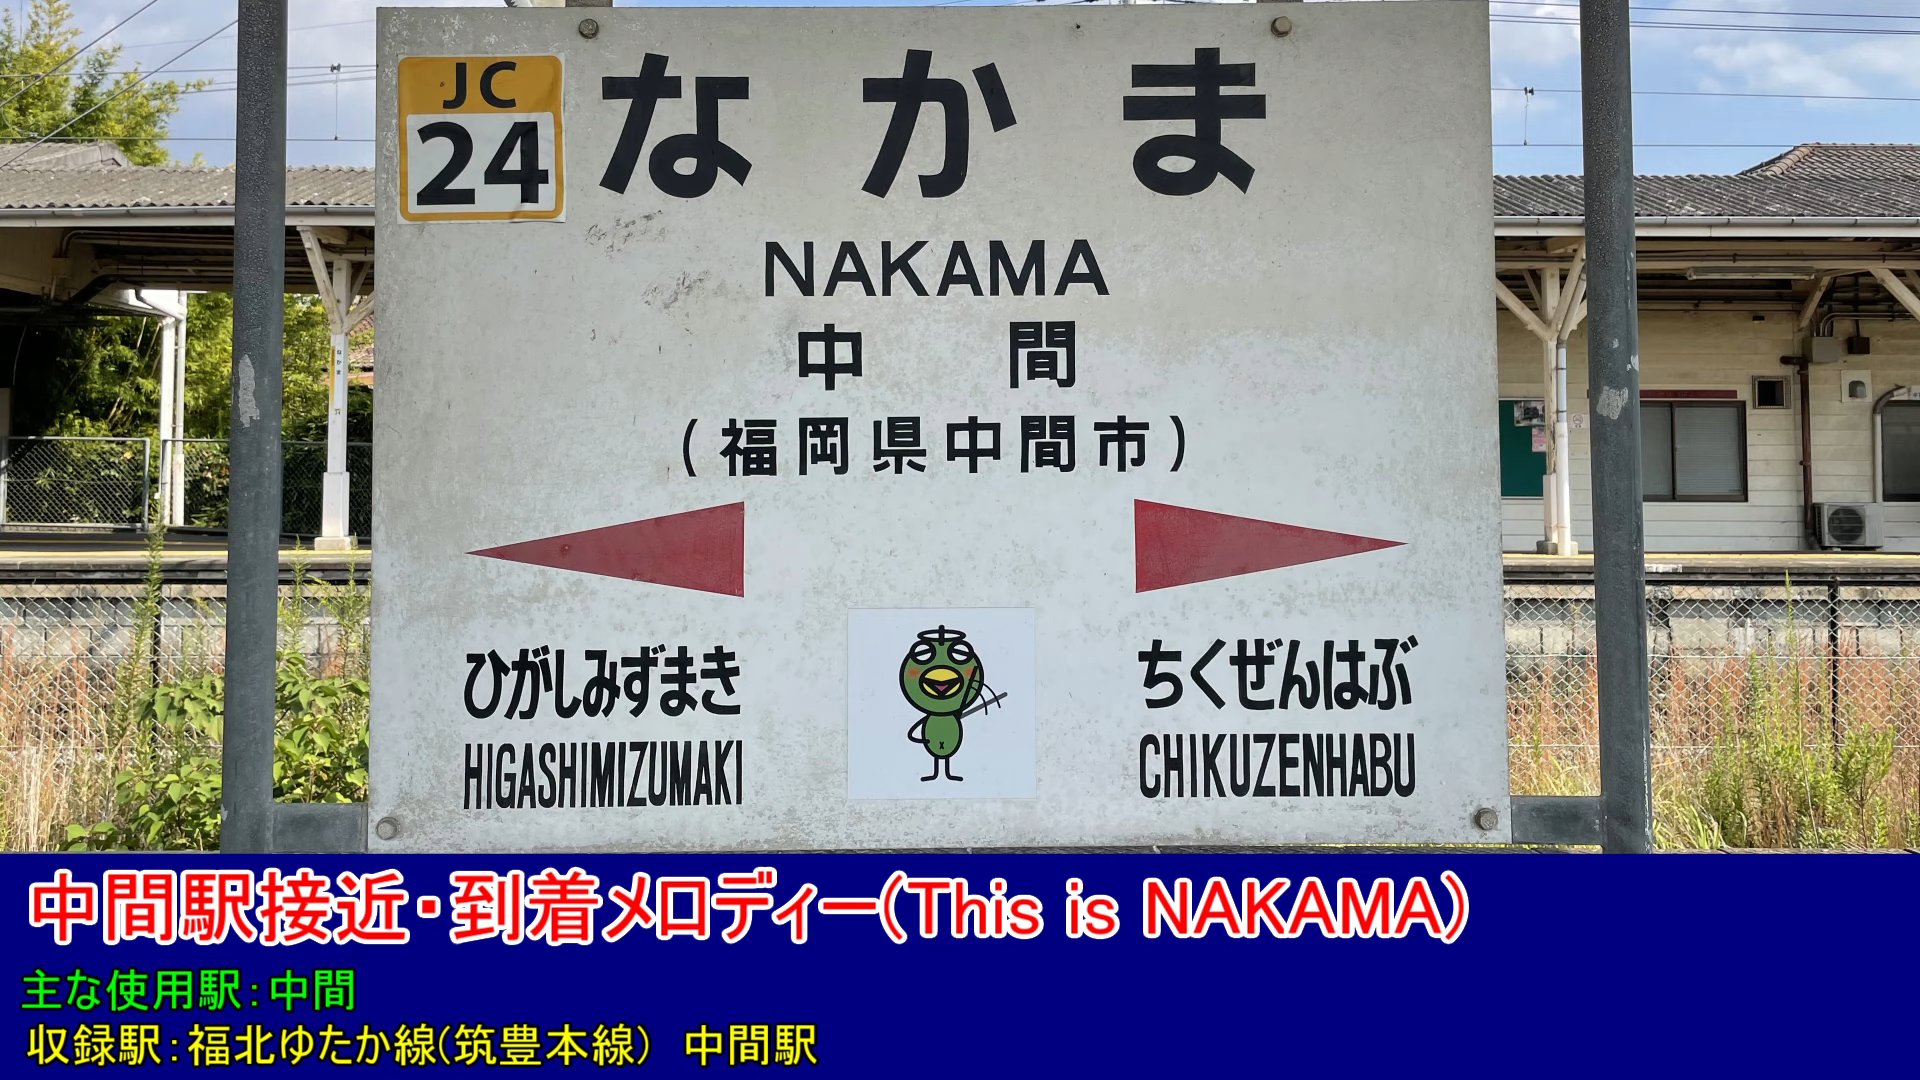 JC
24
なかま
NAKAMA
中間
(福岡県中間市)
ひがしみずまき
HIGASHIMIZUMAKI
ちくぜんはぶ
CHIKUZENHABU
中間駅接近・到着メロディー(This is NAKAMA)
主な使用駅:中間
収録駅:福北ゆたか線(筑豊本線) 中間駅